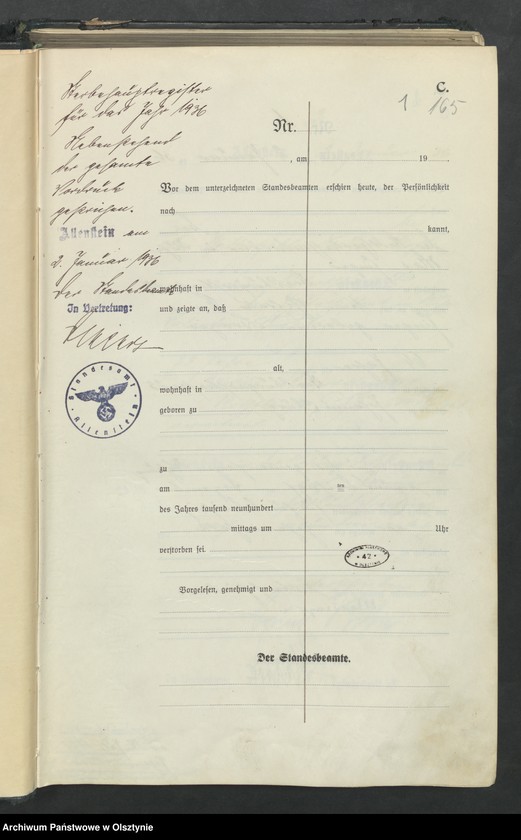 C.
1 165
Sterbehauptregister
für das Jahr 1936
Nebenstehend
der gesamte
Vordruck
gestrichen.
Allenstein am
2. Januar 1936
Der Standesbeamte
In Vertretung:
Standesamt
Allenstein
Nr.
, am 19 .
Vor dem unterzeichneten Standesbeamten erschien heute, der Persönlichkeit
nach
kannt,
wohnhaft in
und zeigte an, daß
alt,
wohnhaft in
geboren zu
zu
am
des Jahres tausend neunhundert
mittags um Uhr
verstorben sei.
42
Vorgelesen, genehmigt und
Der Standesbeamte.
Archiwum Państwowe w Olsztynie